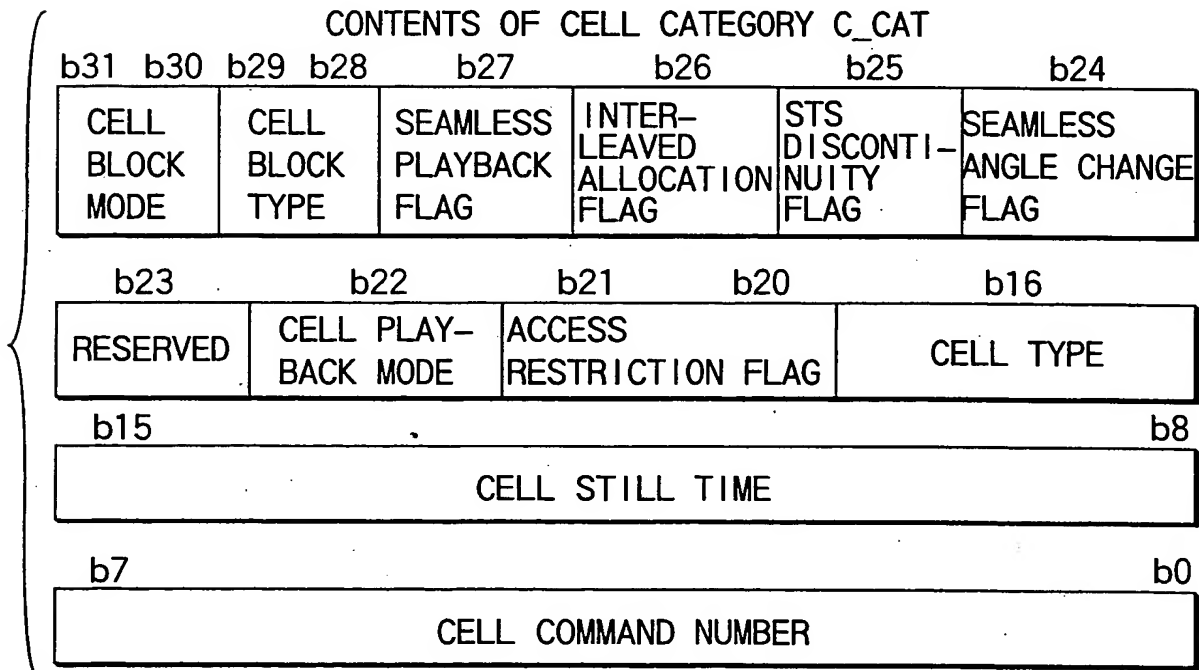 CONTENTS OF CELL CATEGORY C_CAT
b31 b30 b29 b28 b27 b26 b25 b24
CELL BLOCK MODE
CELL BLOCK TYPE
SEAMLESS PLAYBACK FLAG
INTER-LEAVED ALLOCATION FLAG
STS DISCONTI-NUITY FLAG
SEAMLESS ANGLE CHANGE FLAG
b23 b22 b21 b20 b16
RESERVED
CELL PLAY-BACK MODE
ACCESS RESTRICTION FLAG
CELL TYPE
b15 b8
CELL STILL TIME
b7 b0
CELL COMMAND NUMBER